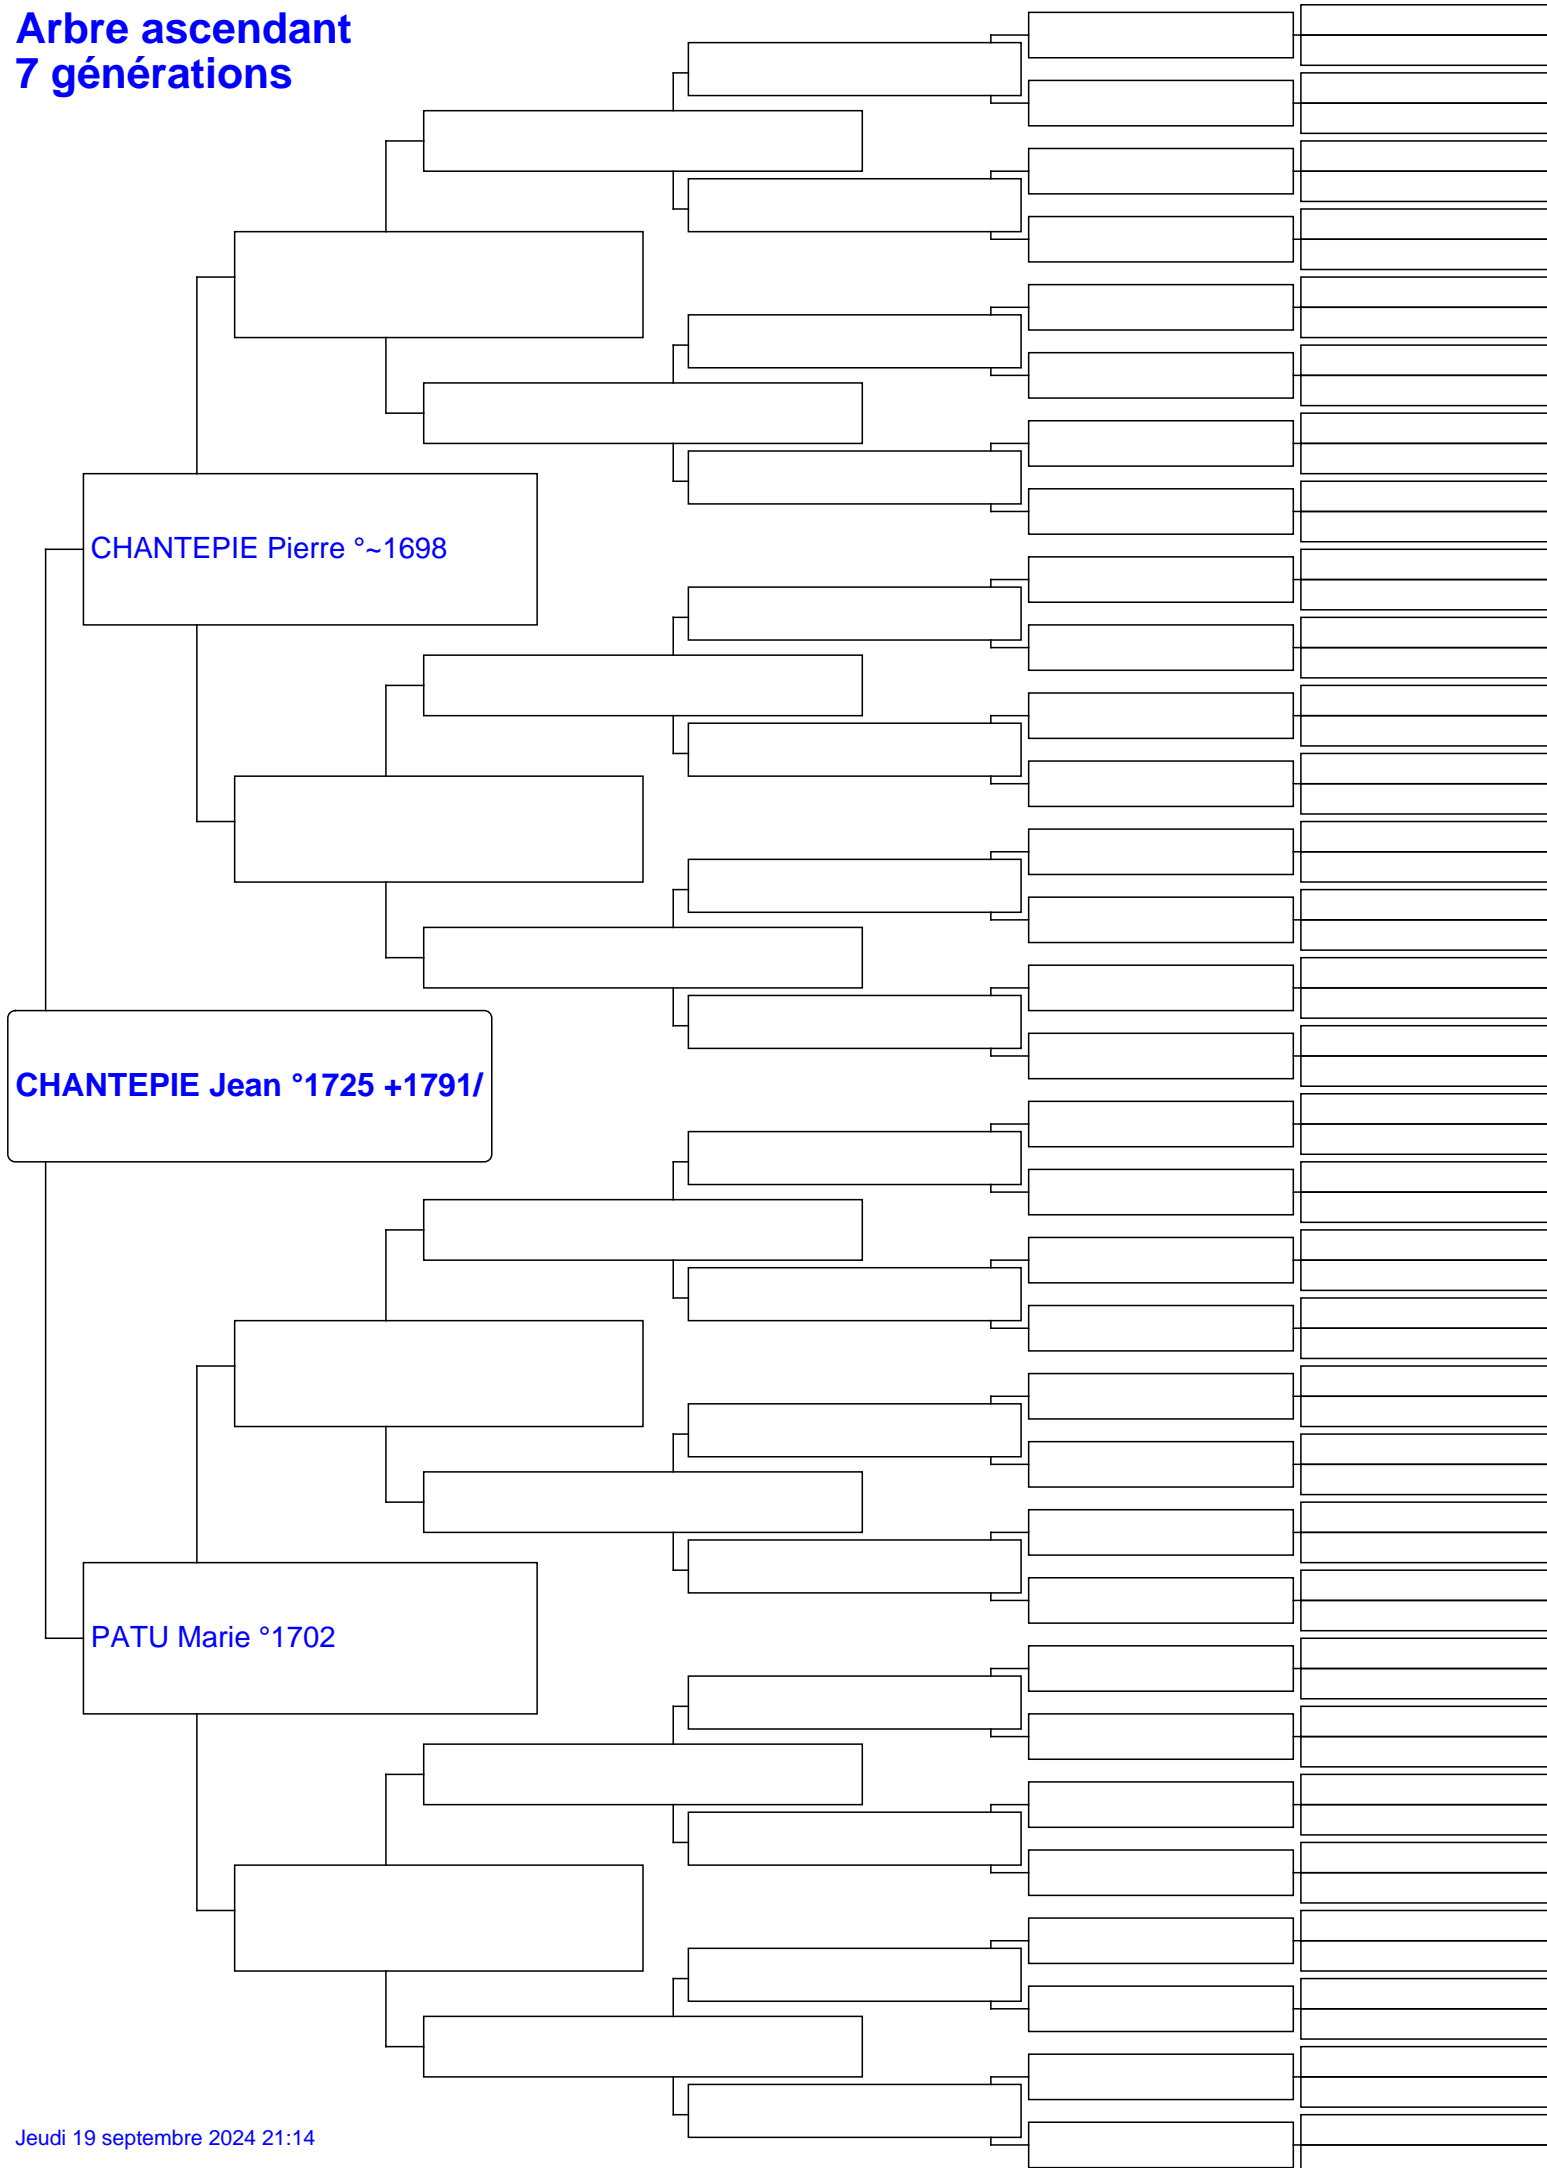 Arbre ascendant
7 générations
CHANTEPIE Pierre °~1698
CHANTEPIE Jean °1725 +1791/
PATU Marie °1702
Jeudi 19 septembre 2024 21:14